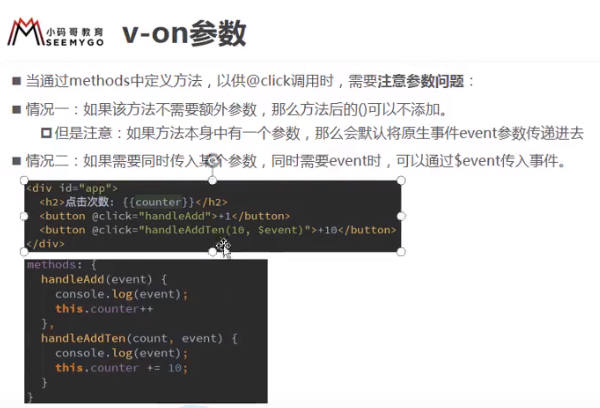 小码哥教育
SEEMYGO
v-on参数
当通过methods中定义方法，以供@click调用时，需要注意参数问题：
情况一：如果该方法不需要额外参数，那么方法后的()可以不添加。
但是注意：如果方法本身中有一个参数，那么会默认将原生事件event参数传递进去
情况二：如果需要同时传入某个参数，同时需要event时，可以通过$event传入事件。
<div id="app">
<h2>点击次数: {{counter}}</h2>
<button @click="handleAdd">+1</button>
<button @click="handleAddTen(10, $event)">+10</button>
</div>
methods: {
handleAdd(event) {
console.log(event);
this.counter++
},
handleAddTen(count, event) {
console.log(event);
this.counter += 10;
}
}